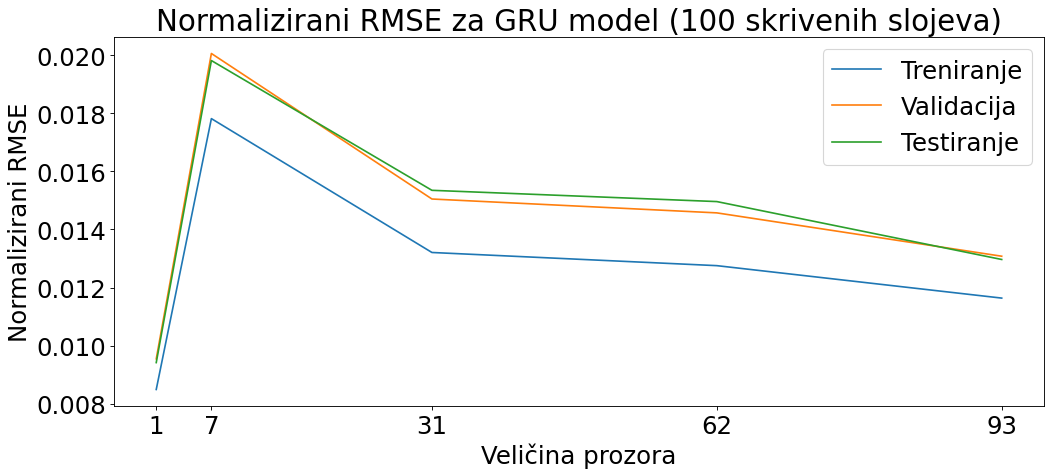 Normalizirani RMSE za GRU model (100 skrivenih slojeva)
Normalizirani RMSE
0.020
0.018
0.016
0.014
0.012
0.010
0.008
Treniranje
Validacija
Testiranje
1 7 31 62 93
Veličina prozora